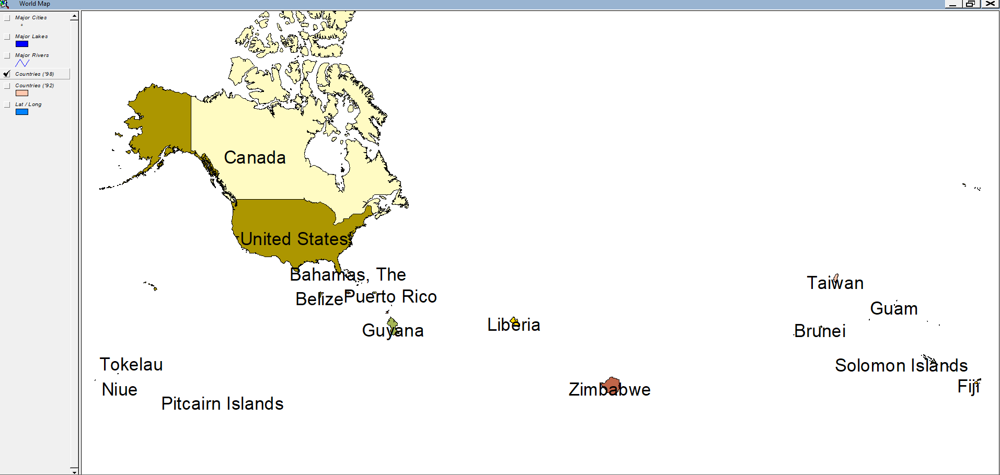 World Map
Major Cities
Major Lakes
Major Rivers
Countries ('98)
Countries ('92)
Lat / Long
Canada
United States
Bahamas, The
Belize
Puerto Rico
Guyana
Liberia
Taiwan
Guam
Brunei
Tokelau
Solomon Islands
Niue
Zimbabwe
Fiji
Pitcairn Islands